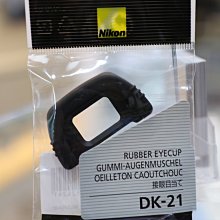 Nikon
RUBBER EYECUP
GUMMI-AUGENMUSCHEL
OEILLETON CAOUTCHOUC
接眼目当て
DK-21